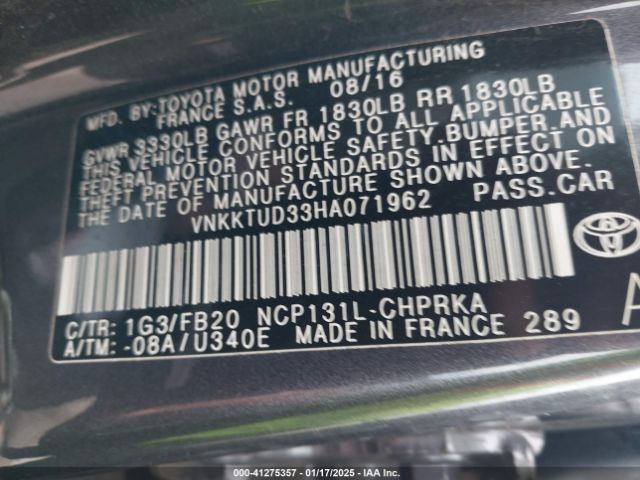 MFD. BY:TOYOTA MOTOR MANUFACTURING
FRANCE S.A.S. 08/16
GVWR 3330LB GAWR FR 1830LB RR 1830LB
THIS VEHICLE CONFORMS TO ALL APPLICABLE
FEDERAL MOTOR VEHICLE SAFETY,BUMPER,AND
THEFT PREVENTION STANDARDS IN EFFECT ON
THE DATE OF MANUFACTURE SHOWN ABOVE.
VNKKTUD33HA071962 PASS.CAR
C/TR: 1G3/FB20 NCP131L-CHPRKA
A/TM: -08A/U340E MADE IN FRANCE 289
A
000-41275357 - 01/17/2025 - IAA Inc.